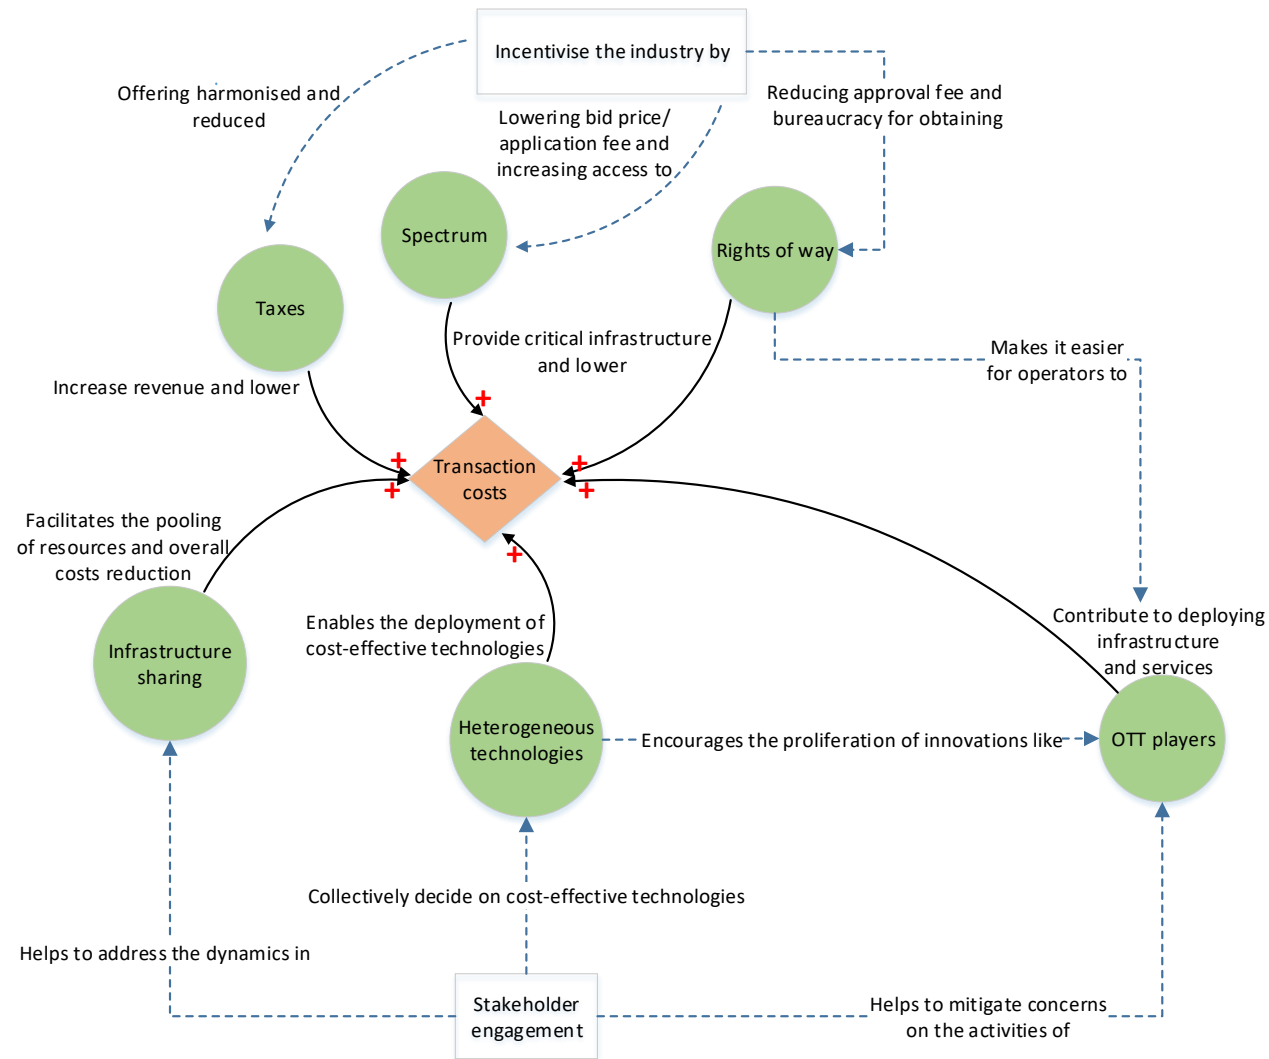 Incentivise the industry by
Offering harmonised and
reduced
Lowering bid price/
application fee and
increasing access to
Reducing approval fee and
bureaucracy for obtaining
Spectrum
Rights of way
Taxes
Provide critical infrastructure
and lower
Makes it easier
for operators to
Increase revenue and lower
+
+
+
+
+
+
Transaction
costs
Facilitates the pooling
of resources and overall
costs reduction
Enables the deployment of
cost-effective technologies
Contribute to deploying
infrastructure
and services
Infrastructure
sharing
Heterogeneous
technologies
Encourages the proliferation of innovations like
OTT players
Collectively decide on cost-effective technologies
Helps to address the dynamics in
Stakeholder
engagement
Helps to mitigate concerns
on the activities of